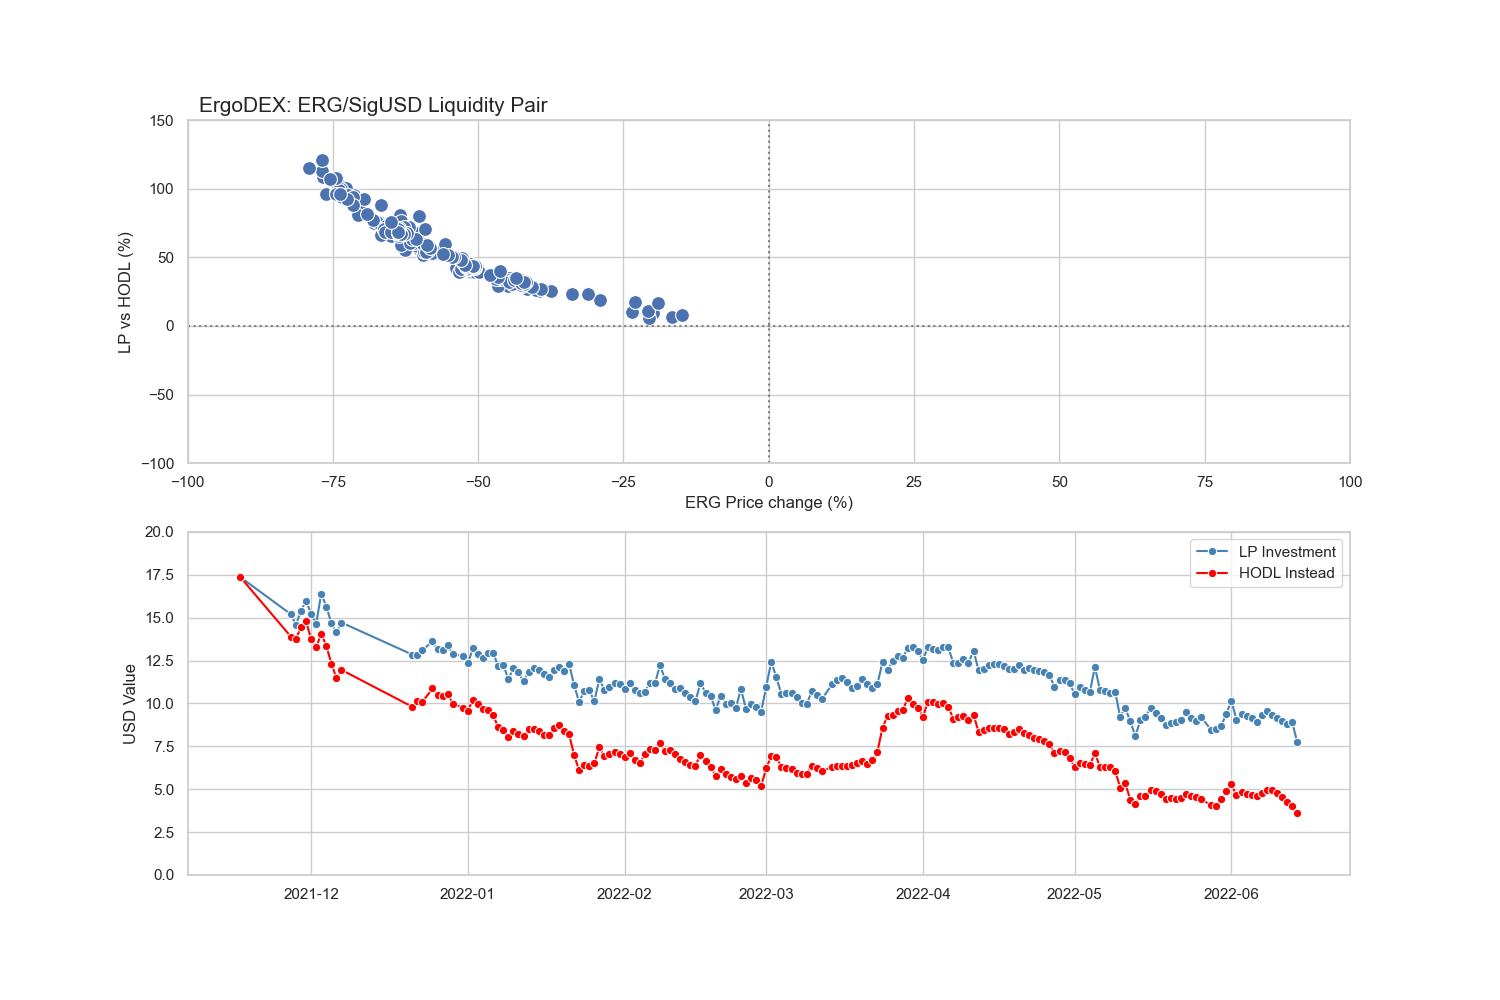 ErgoDEX: ERG/SigUSD Liquidity Pair
150
100
50
0
−50
−100
LP vs HODL (%)
−100 −75 −50 −25 0 25 50 75 100
ERG Price change (%)
20.0
17.5
15.0
12.5
10.0
7.5
5.0
2.5
0.0
USD Value
LP Investment
HODL Instead
2021-12 2022-01 2022-02 2022-03 2022-04 2022-05 2022-06